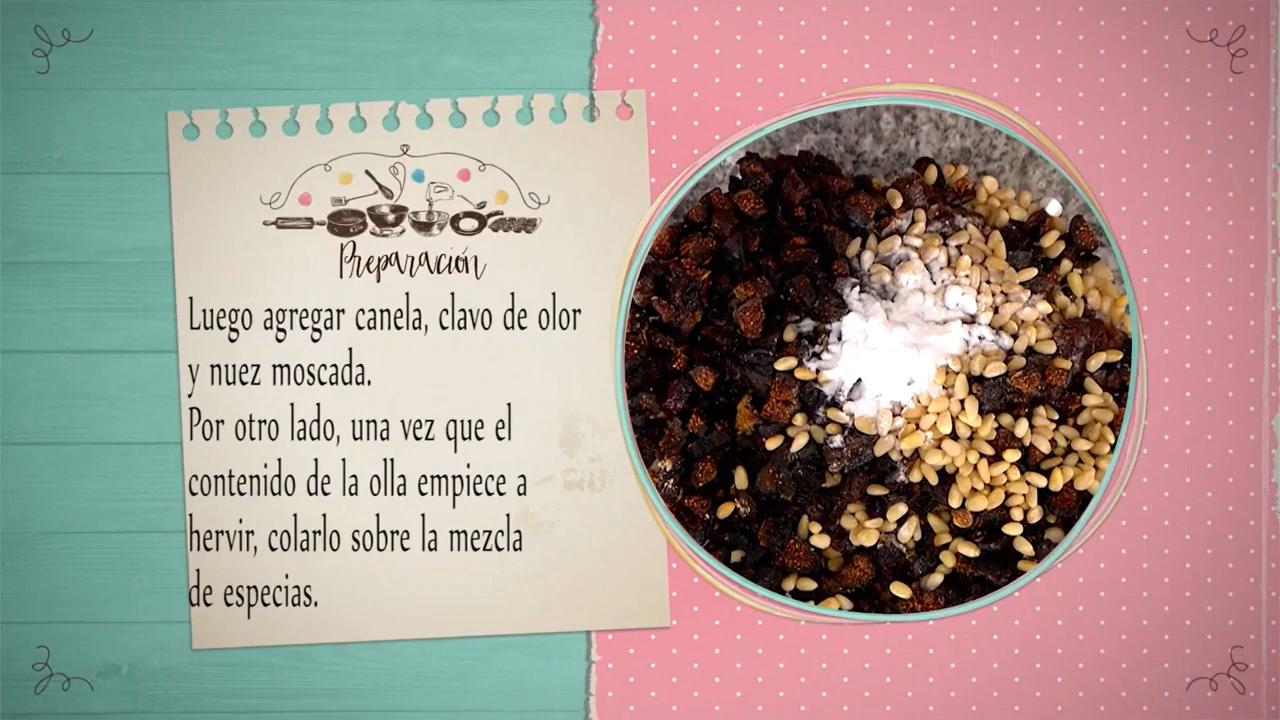 Preparación
Luego agregar canela, clavo de olor
y nuez moscada.
Por otro lado, una vez que el
contenido de la olla empiece a
hervir, colarlo sobre la mezcla
de especias.